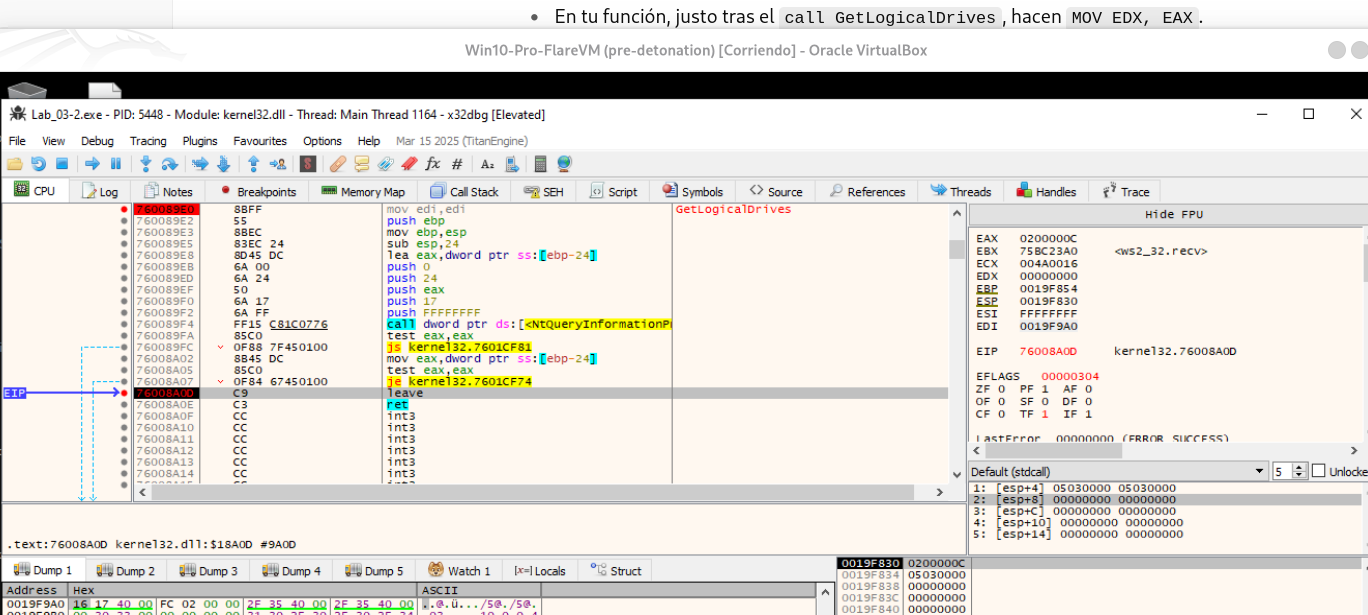 En tu función, justo tras el call GetLogicalDrives, hacen MOV EDX, EAX.
Win10-Pro-FlareVM (pre-detonation) [Corriendo] - Oracle VirtualBox
Lab_03-2.exe - PID: 5448 - Module: kernel32.dll - Thread: Main Thread 1164 - x32dbg [Elevated]
File View Debug Tracing Plugins Favourites Options Help Mar 15 2025 (TitanEngine)
CPU Log Notes Breakpoints Memory Map Call Stack SEH Script Symbols Source References Threads Handles Trace
760089E0 8BFF mov edi,edi GetLogicalDrives
760089E2 55 push ebp
760089E3 8BEC mov ebp,esp
760089E5 83EC 24 sub esp,24
760089E8 8D45 DC lea eax,dword ptr ss:[ebp-24]
760089EB 6A 00 push 0
760089ED 6A 24 push 24
760089EF 50 push eax
760089F0 6A 17 push 17
760089F2 6A FF push FFFFFFFF
760089F4 FF15 C81C0776 call dword ptr ds:[<NtQueryInformationP
760089FA 85C0 test eax,eax
760089FC 0F88 7F450100 js kernel32.7601CF81
76008A02 8B45 DC mov eax,dword ptr ss:[ebp-24]
76008A05 85C0 test eax,eax
76008A07 0F84 67450100 je kernel32.7601CF74
EIP 76008A0D C9 leave
76008A0E C3 ret
76008A0F CC int3
76008A10 CC int3
76008A11 CC int3
76008A12 CC int3
76008A13 CC int3
76008A14 CC int3
Hide FPU
EAX 0200000C
EBX 75BC23A0 <ws2_32.recv>
ECX 004A0016
EDX 00000000
EBP 0019F854
ESP 0019F830
ESI FFFFFFFF
EDI 0019F9A0
EIP 76008A0D kernel32.76008A0D
EFLAGS 00000304
ZF 0 PF 1 AF 0
OF 0 SF 0 DF 0
CF 0 TF 1 IF 1
LastError 00000000 (ERROR_SUCCESS)
Default (stdcall) 5 Unlocke
1: [esp+4] 05030000 05030000
2: [esp+8] 00000000 00000000
3: [esp+C] 00000000 00000000
4: [esp+10] 00000000 00000000
5: [esp+14] 00000000 00000000
.text:76008A0D kernel32.dll:$18A0D #9A0D
Dump 1 Dump 2 Dump 3 Dump 4 Dump 5 Watch 1 [x=] Locals Struct
Address Hex ASCII
0019F9A0 16 17 40 00 FC 02 00 00 2F 35 40 00 2F 35 40 00 ..@.ü.../5@./5@.
0019F830 0200000C
0019F834 05030000
0019F838 00000000
0019F83C 00000000
0019F840 00000000